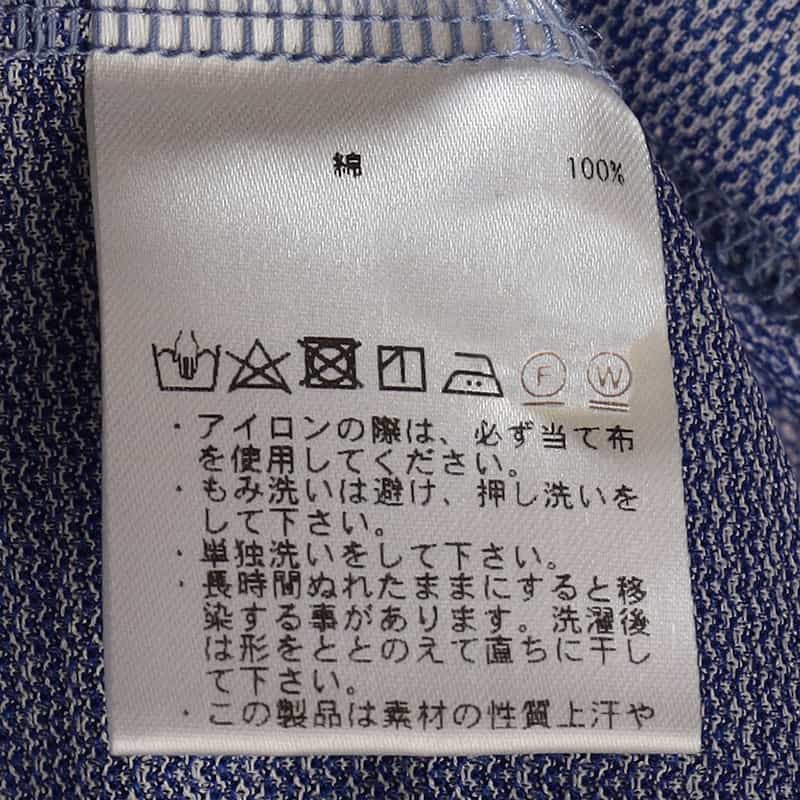 綿 100%
F W
・アイロンの際は、必ず当て布
を使用してください。
・もみ洗いは避け、押し洗いを
して下さい。
・単独洗いをして下さい。
・長時間ぬれたままにすると移
染する事があります。洗濯後
は形をととのえて直ちに干し
て下さい。
・この製品は素材の性質上汗や